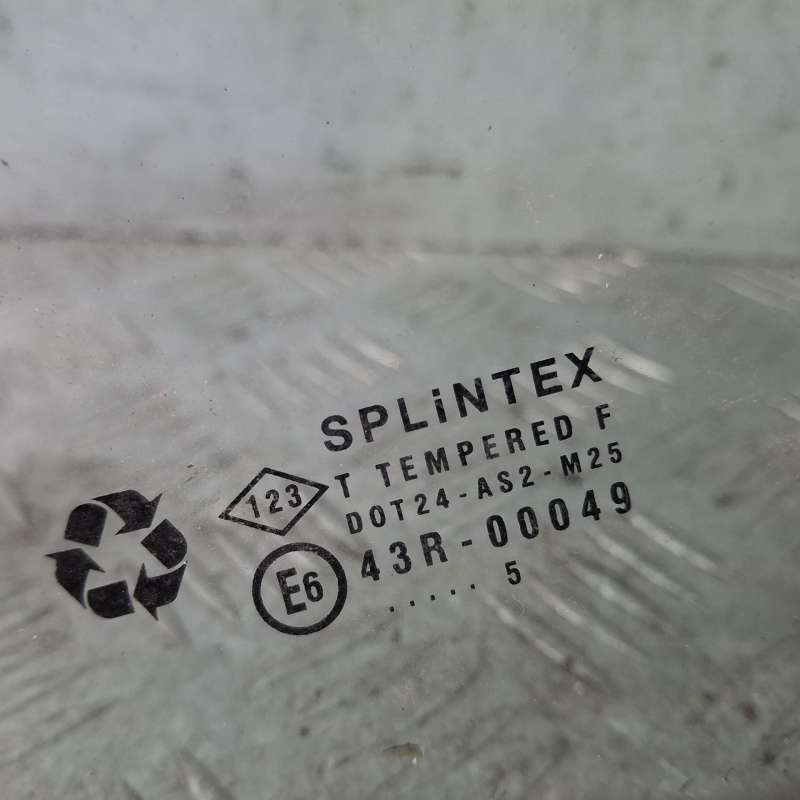 SPLiNTEX
T TEMPERED F
123
DOT24-AS2-M25
E6
43R-00049
..... 5